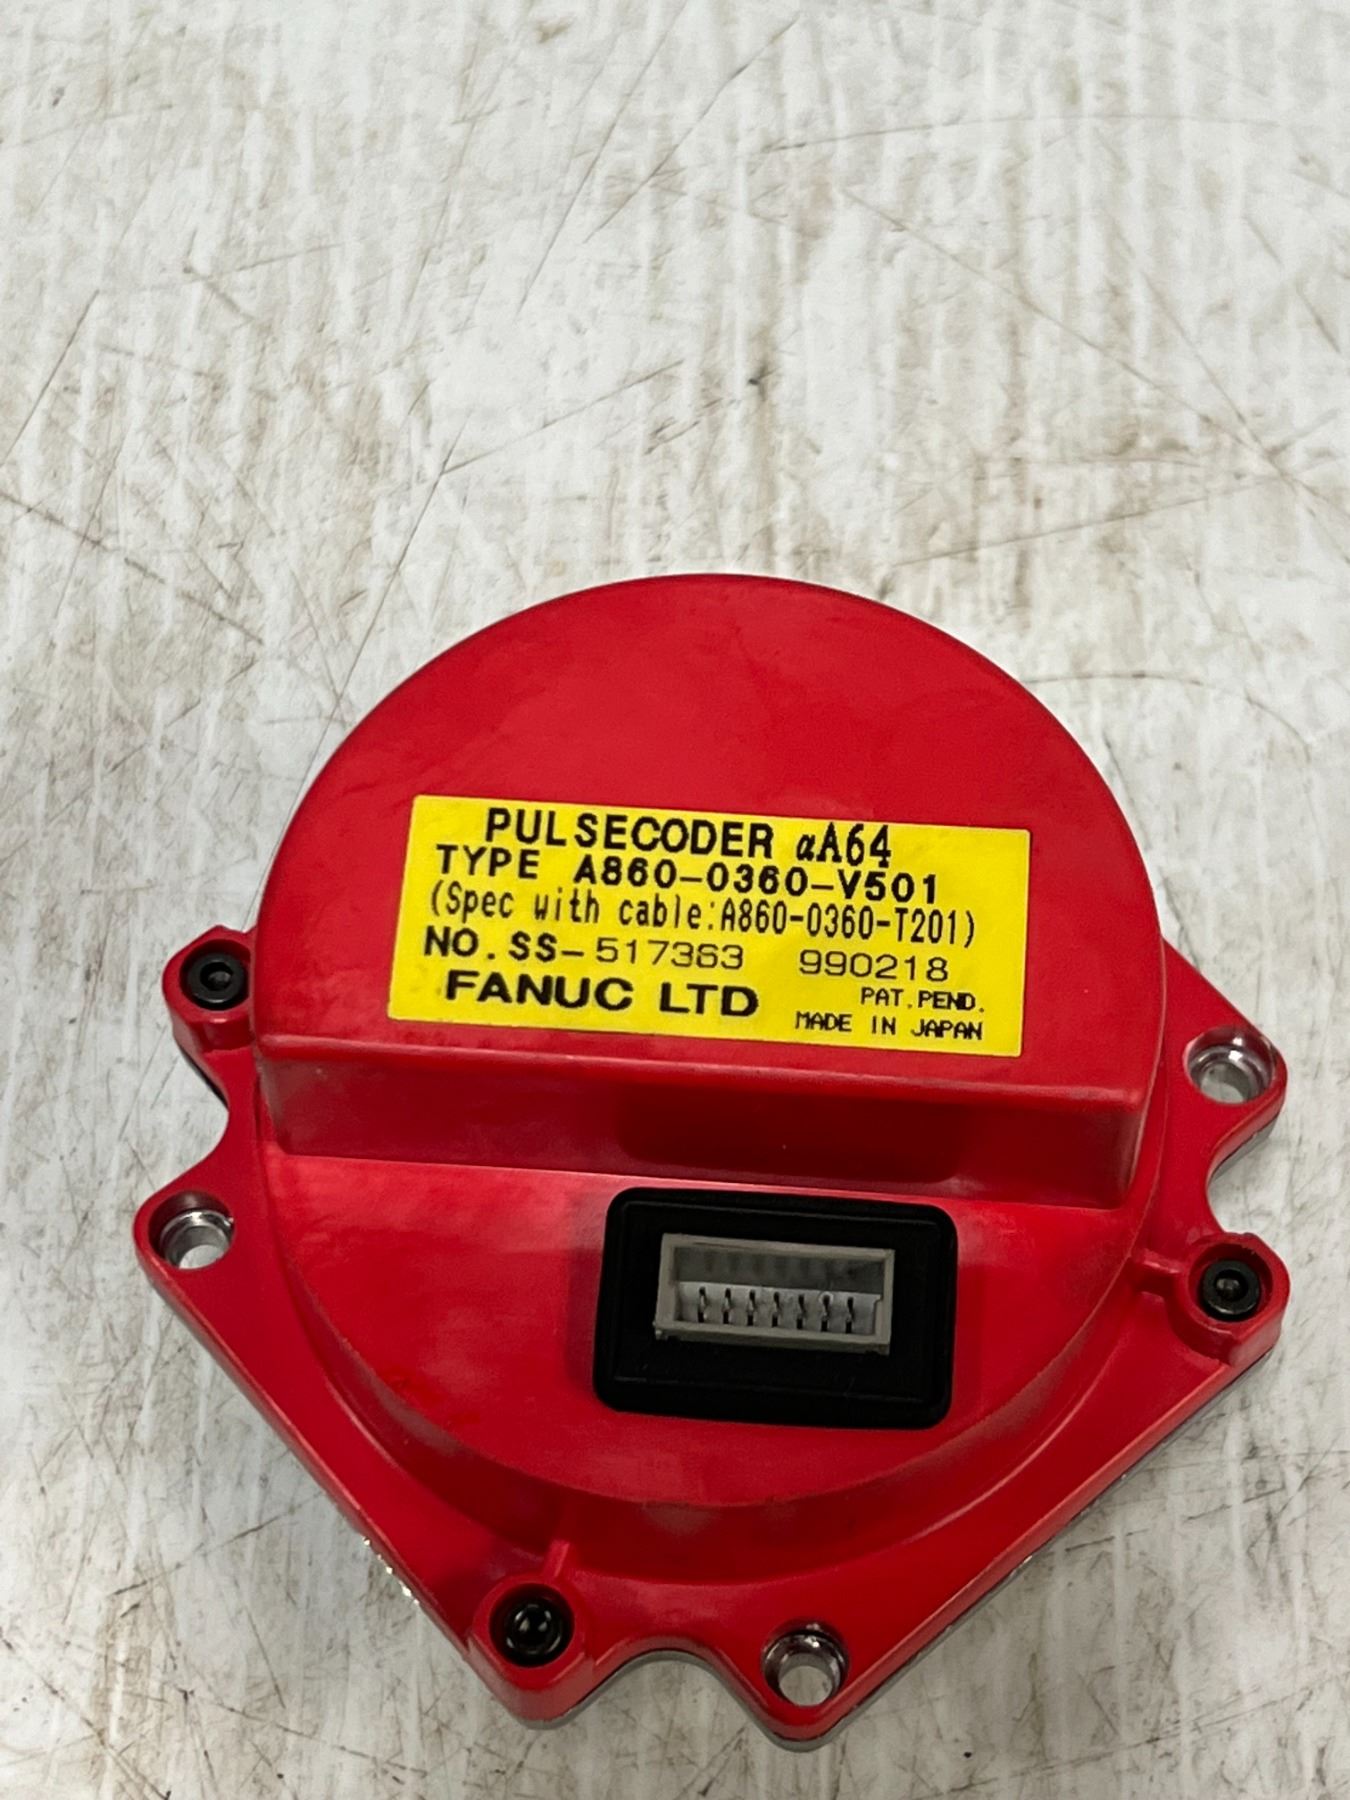 PULSECODER αA64
TYPE A860-0360-V501
(Spec with cable:A860-0360-T201)
NO. SS-517363 990218
FANUC LTD PAT. PEND.
MADE IN JAPAN